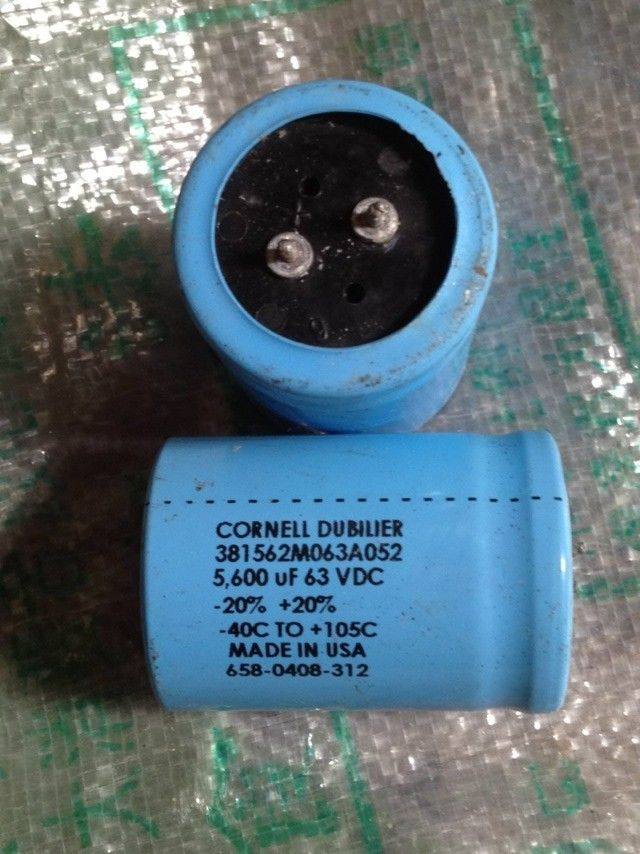 CORNELL DUBILIER
381562M063A052
5,600 uF 63 VDC
-20% +20%
-40C TO +105C
MADE IN USA
658-0408-312